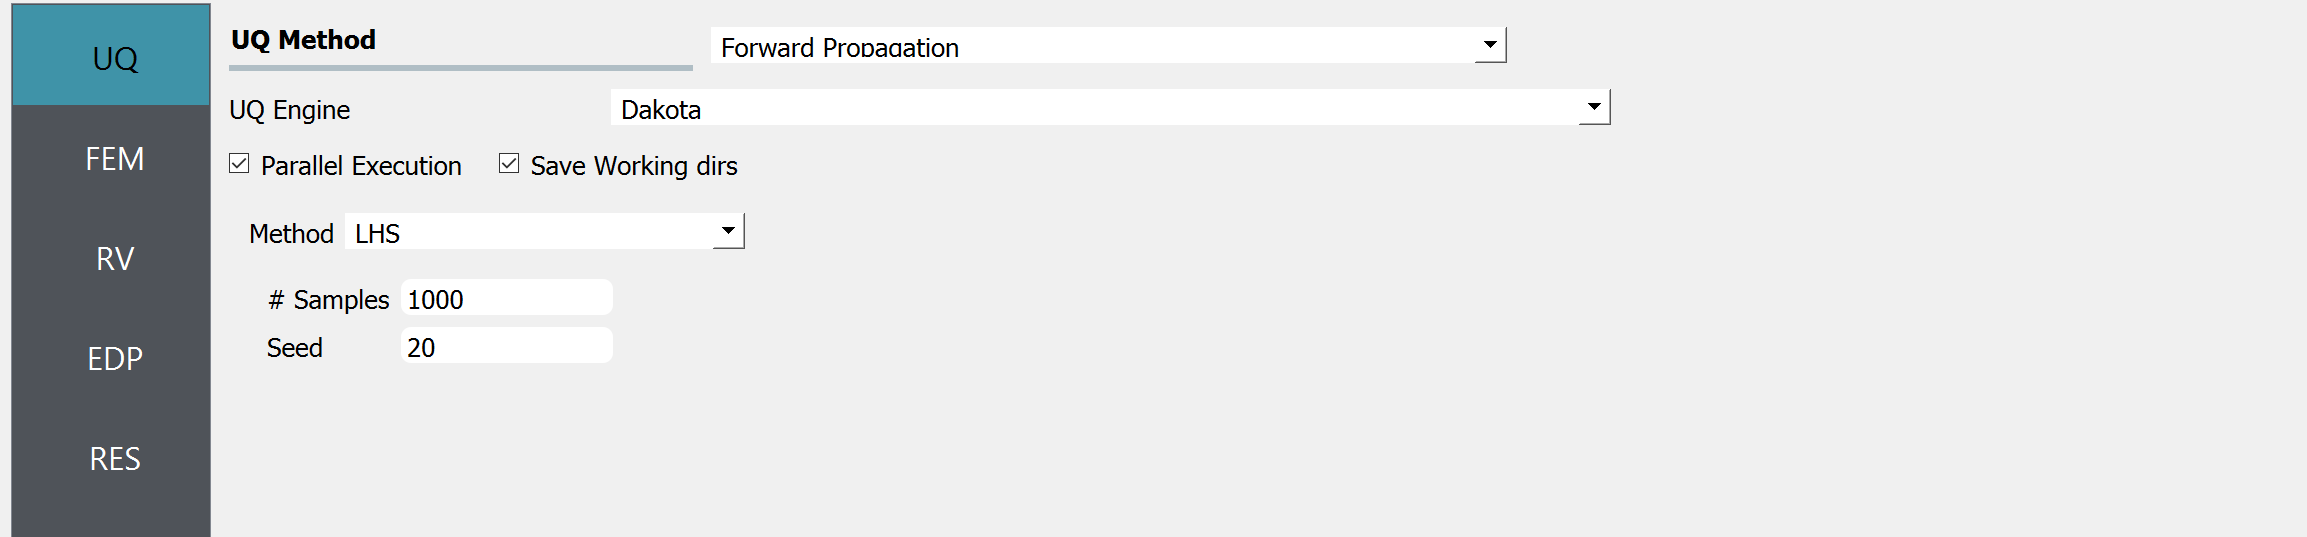 UQ
FEM
RV
EDP
RES
UQ Method
Forward Propagation
UQ Engine
Dakota
Parallel Execution
Save Working dirs
Method
LHS
# Samples
1000
Seed
20